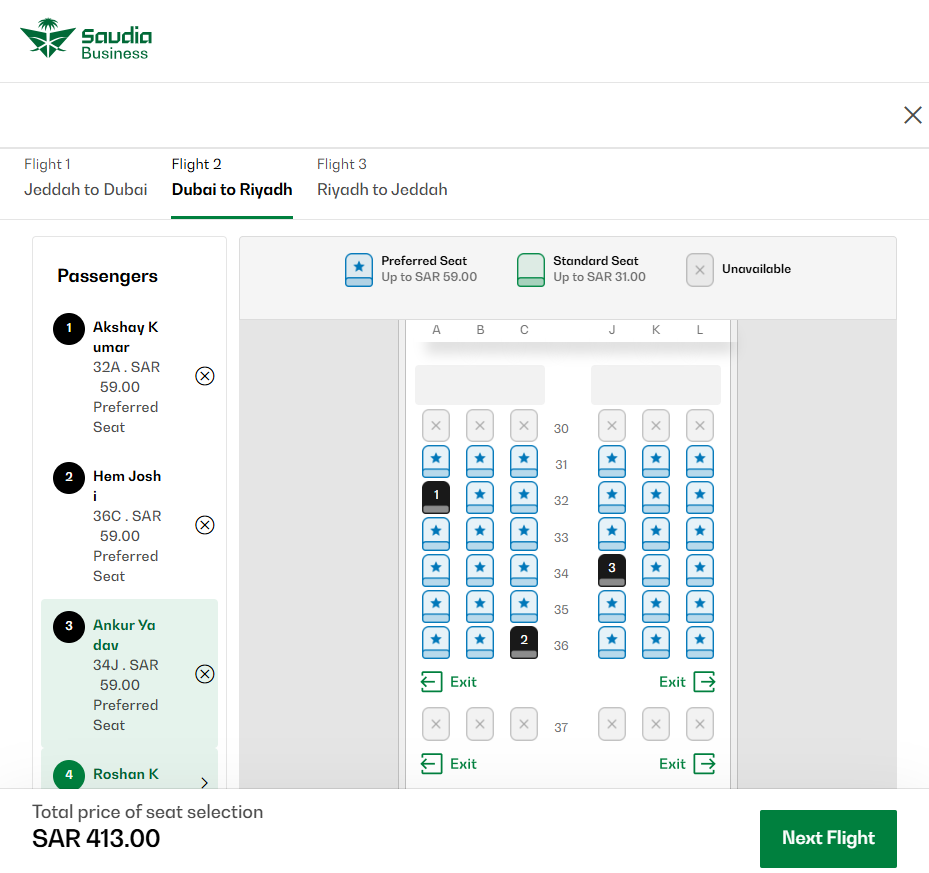 Saudia
Business
Flight 1
Jeddah to Dubai
Flight 2
Dubai to Riyadh
Flight 3
Riyadh to Jeddah
Passengers
1
Akshay K
umar
32A . SAR
59.00
Preferred
Seat
2
Hem Josh
i
36C . SAR
59.00
Preferred
Seat
3
Ankur Ya
dav
34J . SAR
59.00
Preferred
Seat
4
Roshan K
Preferred Seat
Up to SAR 59.00
Standard Seat
Up to SAR 31.00
Unavailable
A B C J K L
30
31
1 32
33
34 3
35
2 36
Exit Exit
37
Exit Exit
Total price of seat selection
SAR 413.00
Next Flight